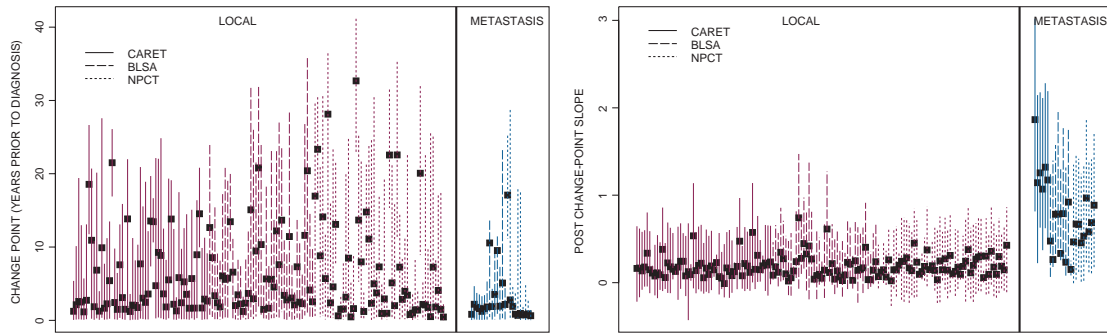 LOCAL
METASTASIS
CARET
BLSA
NPCT
CHANGE POINT (YEARS PRIOR TO DIAGNOSIS)
40
30
20
10
0
LOCAL
METASTASIS
CARET
BLSA
NPCT
POST CHANGE-POINT SLOPE
3
2
1
0